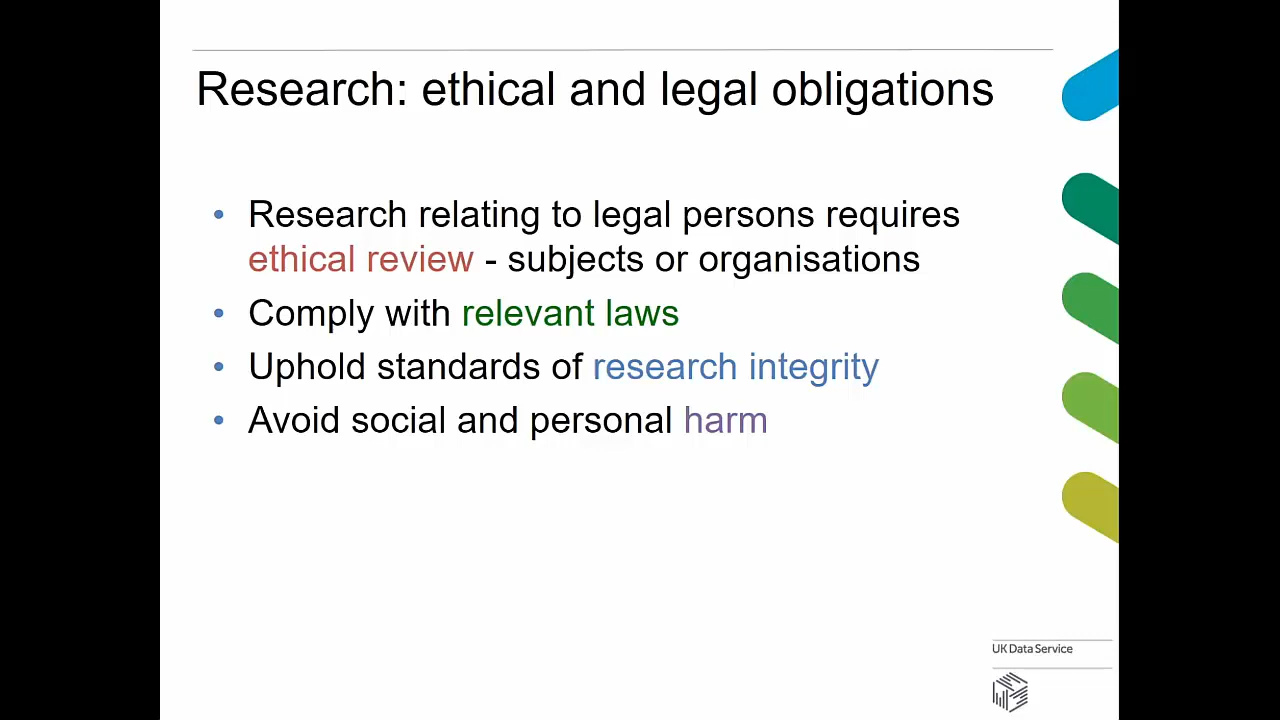 Research: ethical and legal obligations
• Research relating to legal persons requires
ethical review - subjects or organisations
• Comply with relevant laws
• Uphold standards of research integrity
• Avoid social and personal harm
UK Data Service